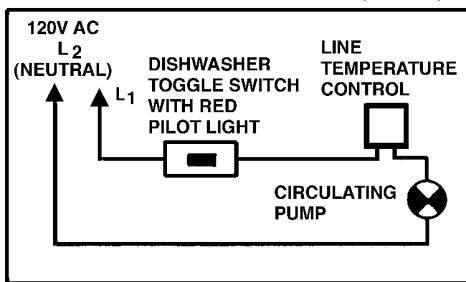 120V AC
L2
(NEUTRAL)
L1
DISHWASHER
TOGGLE SWITCH
WITH RED
PILOT LIGHT
LINE
TEMPERATURE
CONTROL
CIRCULATING
PUMP